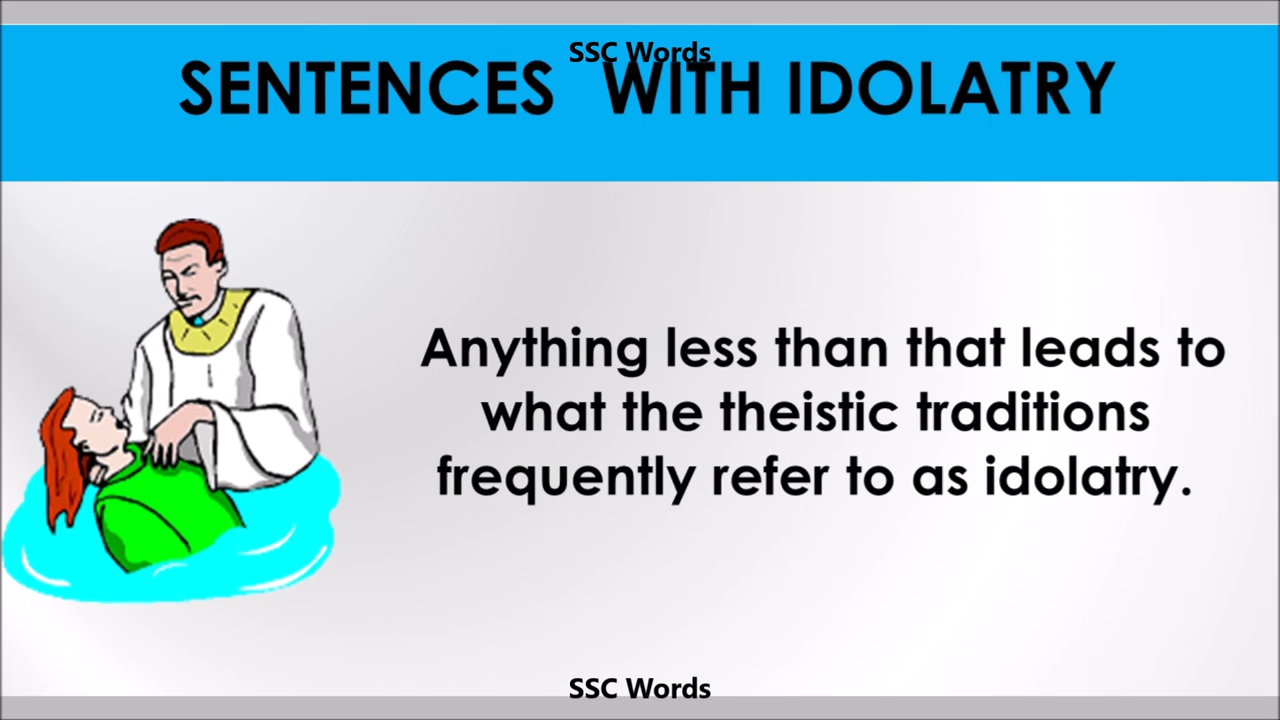 SSC Words
SENTENCES WITH IDOLATRY
Anything less than that leads to
what the theistic traditions
frequently refer to as idolatry.
SSC Words